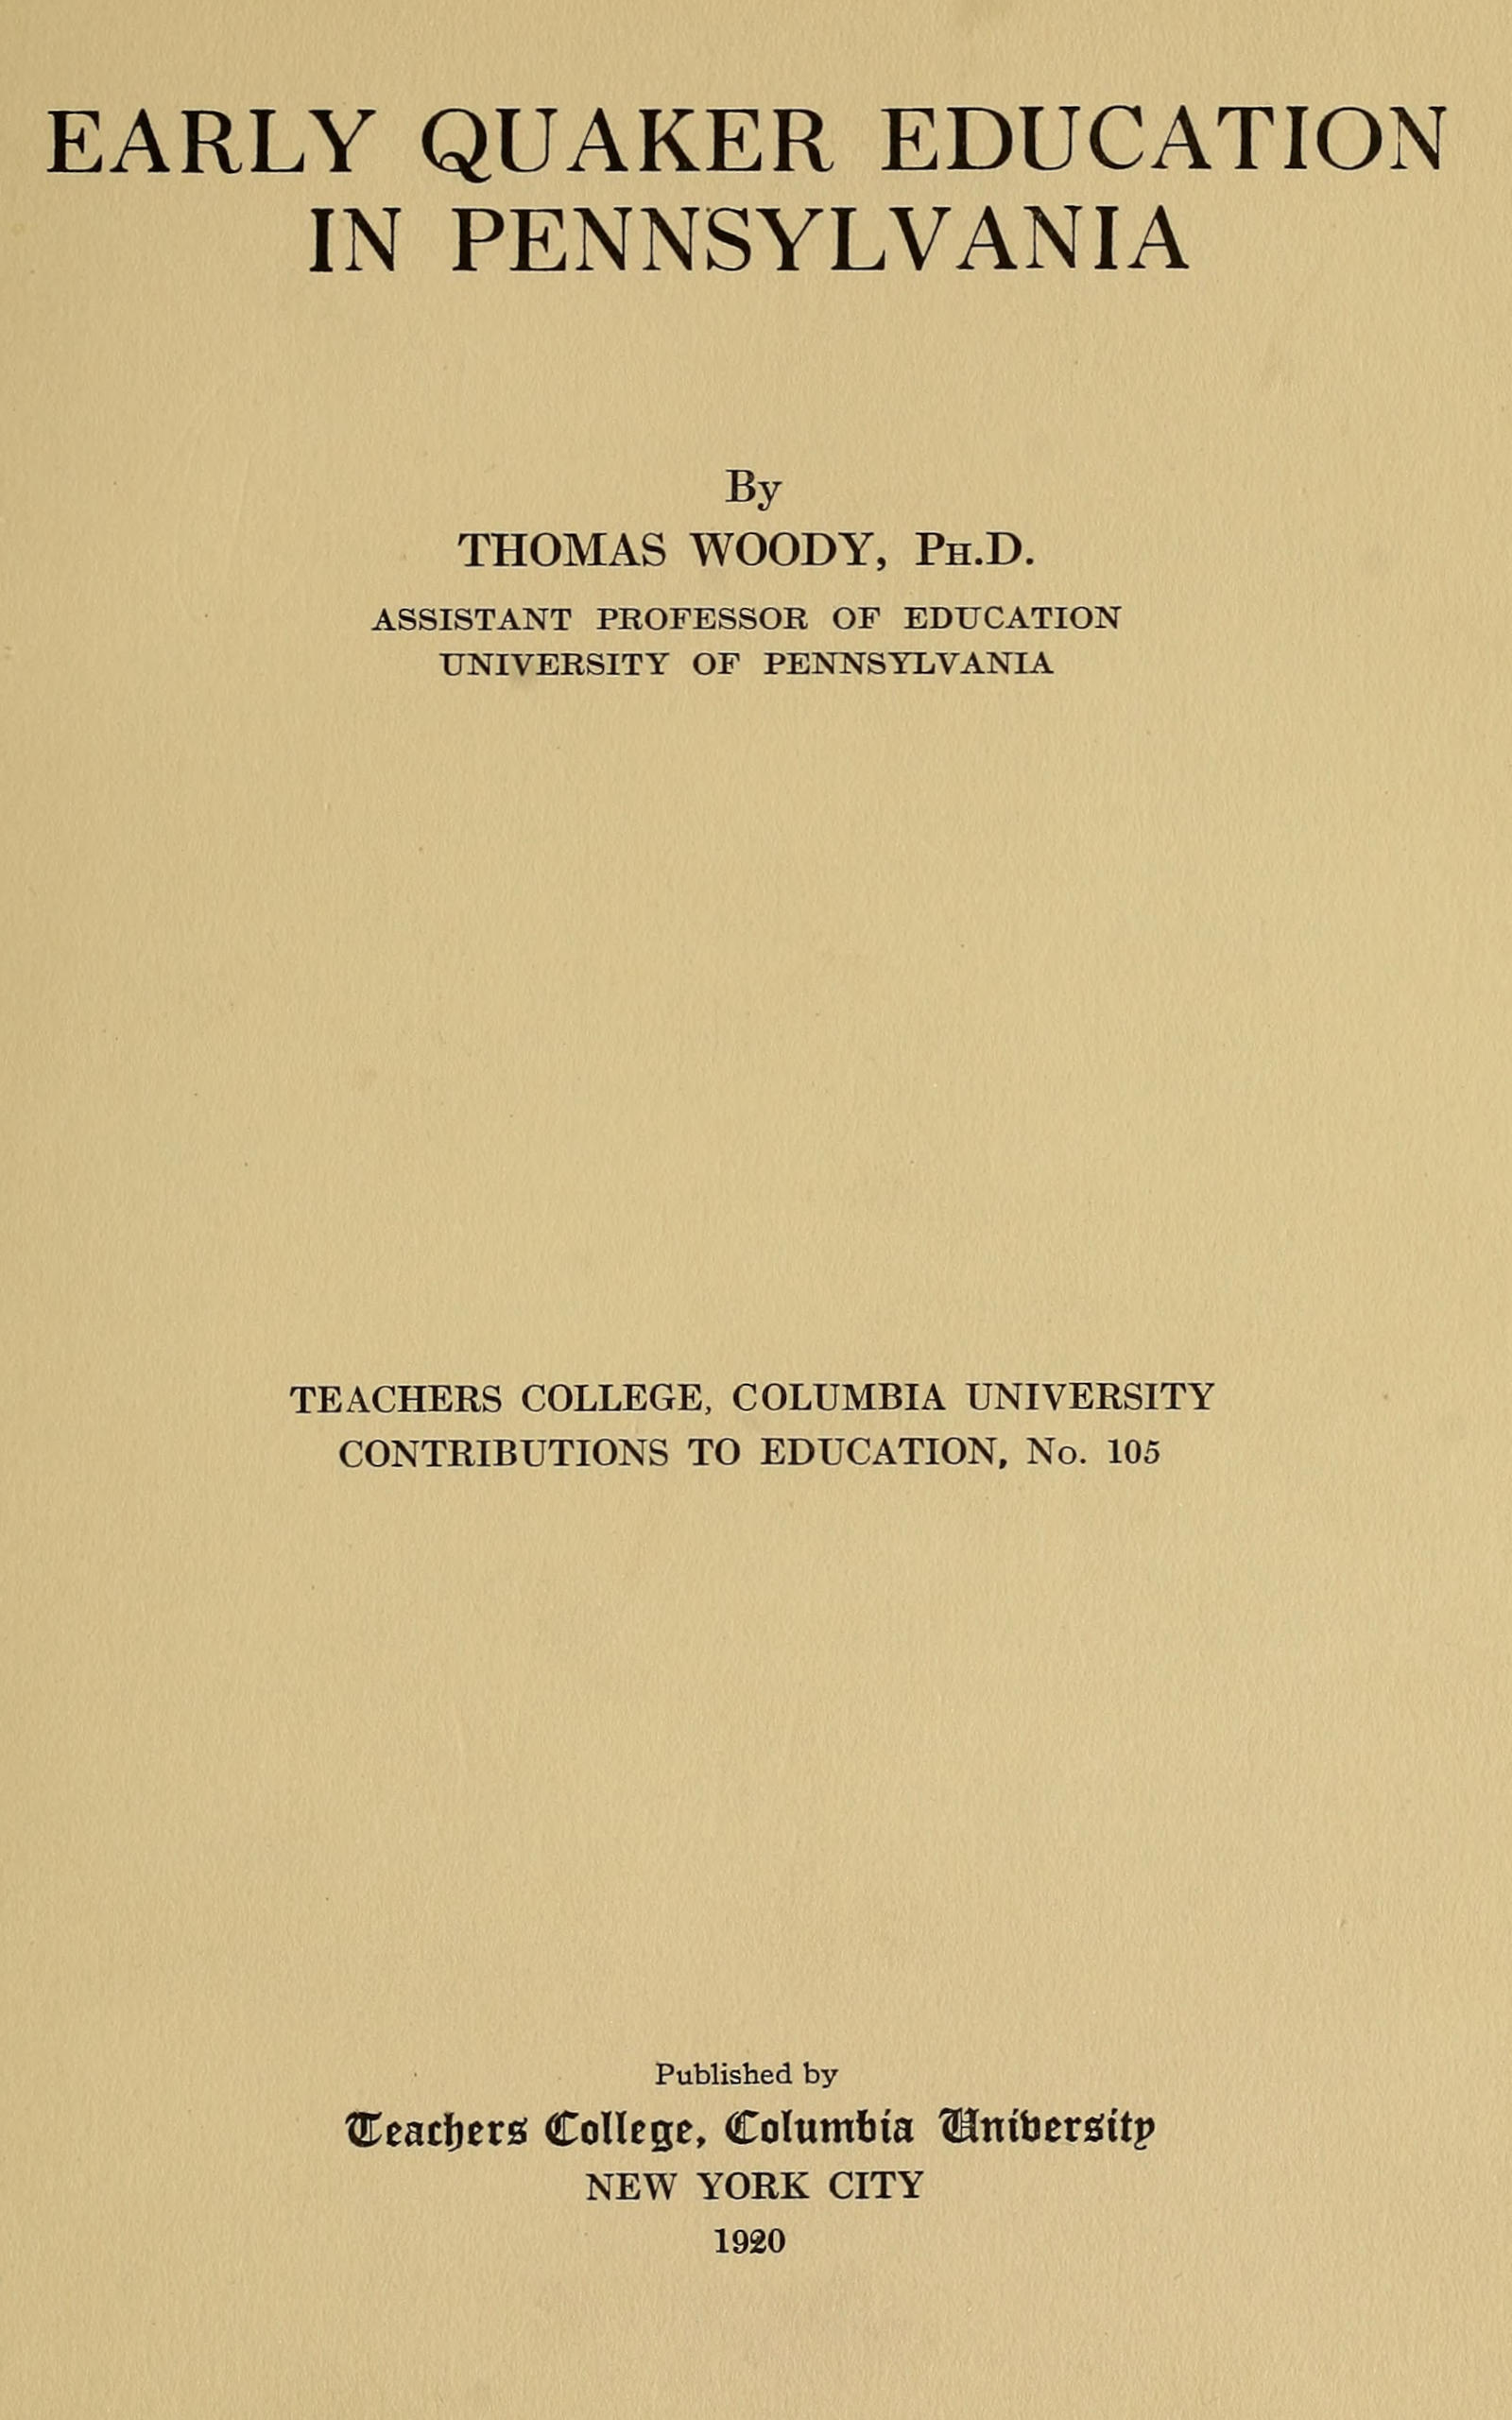 EARLY QUAKER EDUCATION
IN PENNSYLVANIA
By
THOMAS WOODY, PH.D.
ASSISTANT PROFESSOR OF EDUCATION
UNIVERSITY OF PENNSYLVANIA
TEACHERS COLLEGE, COLUMBIA UNIVERSITY
CONTRIBUTIONS TO EDUCATION, No. 105
Published by
Teachers College, Columbia University
NEW YORK CITY
1920